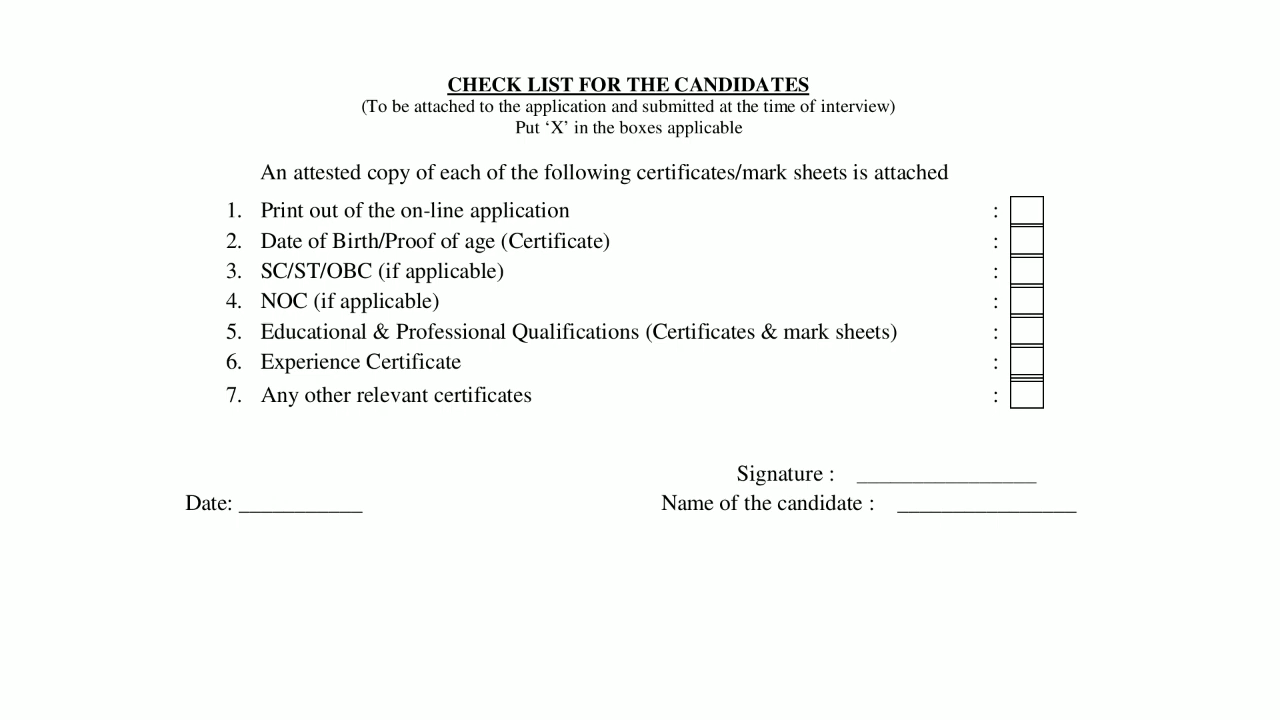 CHECK LIST FOR THE CANDIDATES
(To be attached to the application and submitted at the time of interview)
Put ‘X’ in the boxes applicable
An attested copy of each of the following certificates/mark sheets is attached
1. Print out of the on-line application :
2. Date of Birth/Proof of age (Certificate) :
3. SC/ST/OBC (if applicable) :
4. NOC (if applicable) :
5. Educational & Professional Qualifications (Certificates & mark sheets) :
6. Experience Certificate :
7. Any other relevant certificates :
Signature : ________________
Date: ___________ Name of the candidate : ________________